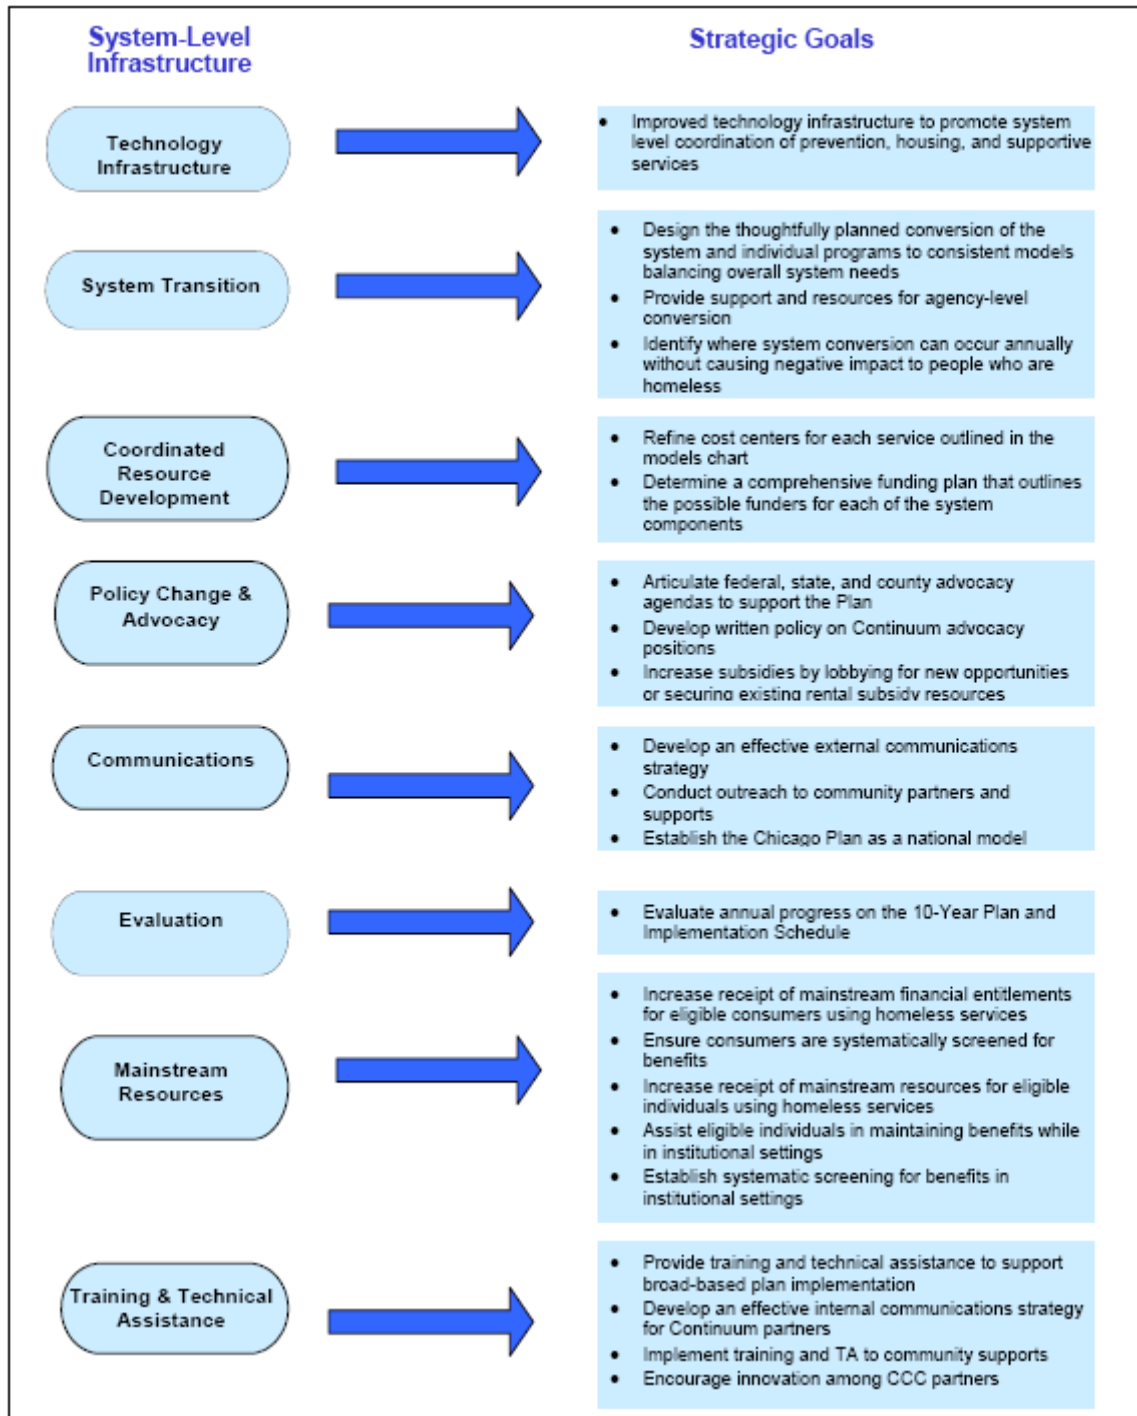 System-Level
Infrastructure
Strategic Goals
Technology
Infrastructure
• Improved technology infrastructure to promote system
level coordination of prevention, housing, and supportive
services
System Transition
• Design the thoughtfully planned conversion of the
system and individual programs to consistent models
balancing overall system needs
• Provide support and resources for agency-level
conversion
• Identify where system conversion can occur annually
without causing negative impact to people who are
homeless
Coordinated
Resource
Development
• Refine cost centers for each service outlined in the
models chart
• Determine a comprehensive funding plan that outlines
the possible funders for each of the system
components
Policy Change &
Advocacy
• Articulate federal, state, and county advocacy
agendas to support the Plan
• Develop written policy on Continuum advocacy
positions
• Increase subsidies by lobbying for new opportunities
or securing existing rental subsidy resources
Communications
• Develop an effective external communications
strategy
• Conduct outreach to community partners and
supports
• Establish the Chicago Plan as a national model
Evaluation
• Evaluate annual progress on the 10-Year Plan and
Implementation Schedule
Mainstream
Resources
• Increase receipt of mainstream financial entitlements
for eligible consumers using homeless services
• Ensure consumers are systematically screened for
benefits
• Increase receipt of mainstream resources for eligible
individuals using homeless services
• Assist eligible individuals in maintaining benefits while
in institutional settings
• Establish systematic screening for benefits in
institutional settings
Training & Technical
Assistance
• Provide training and technical assistance to support
broad-based plan implementation
• Develop an effective internal communications strategy
for Continuum partners
• Implement training and TA to community supports
• Encourage innovation among CCC partners